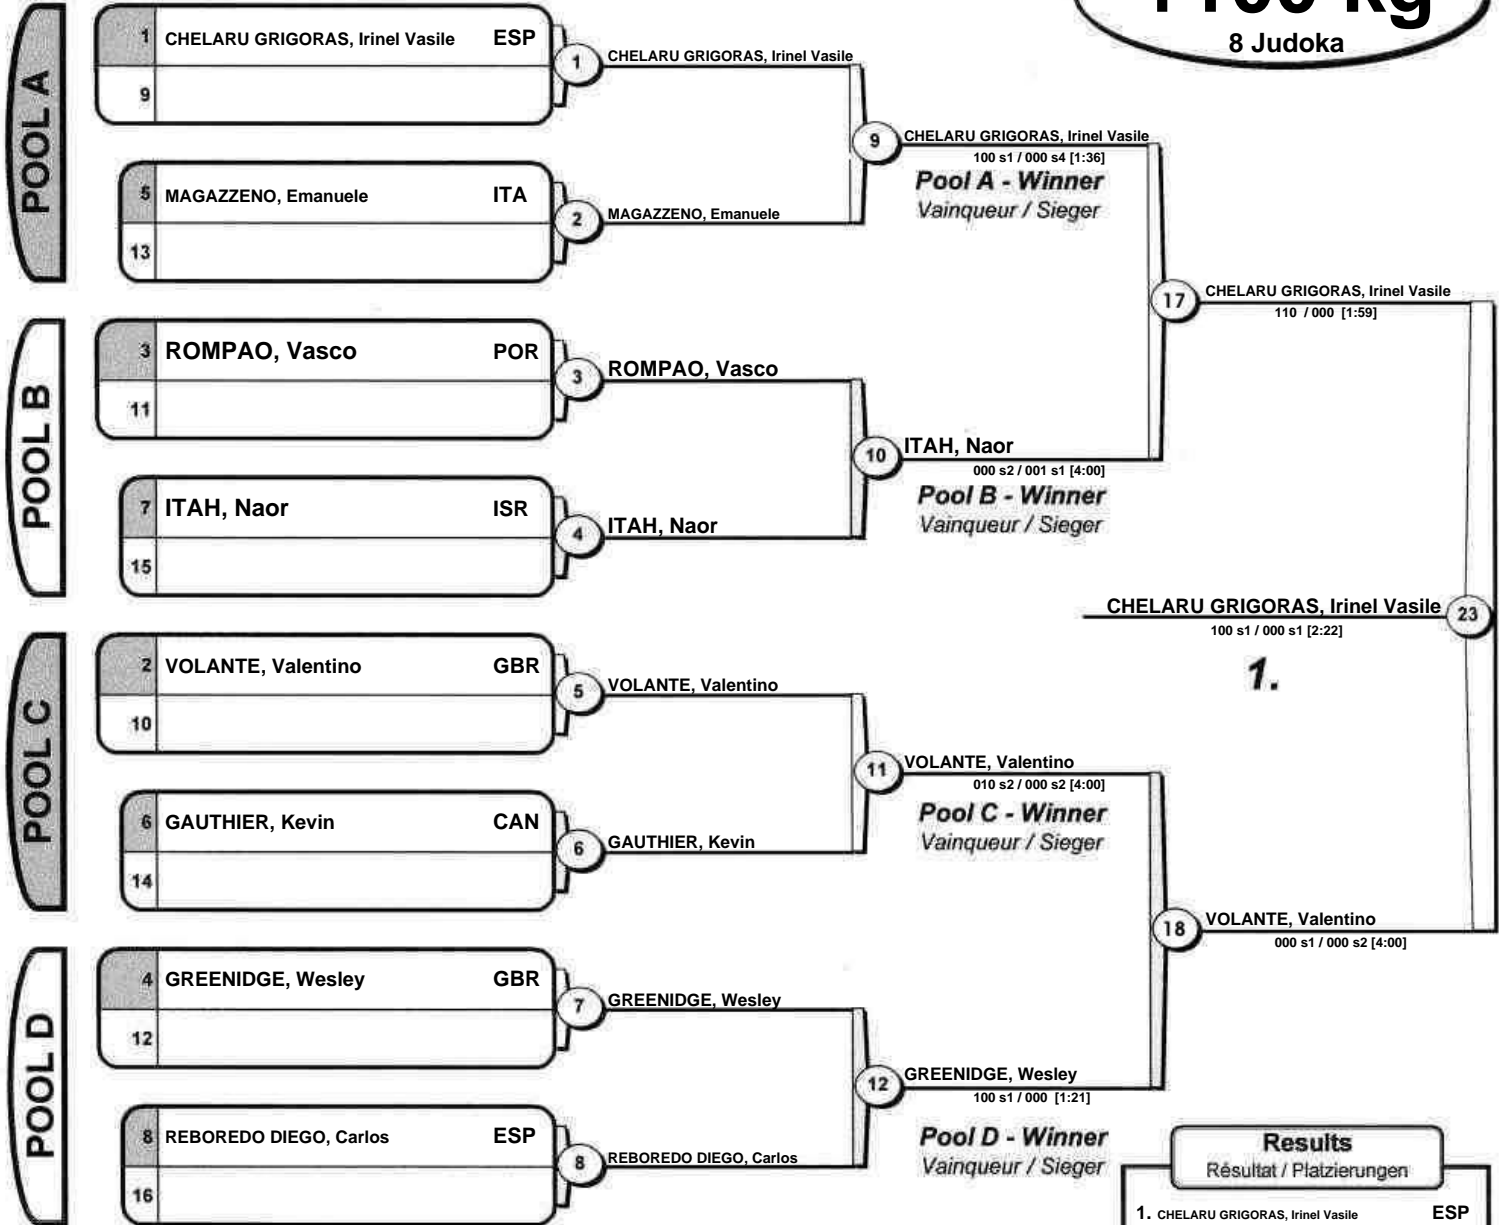 8 Judoka
POOL A
1 CHELARU GRIGORAS, Irinel Vasile ESP
9
5 MAGAZZENO, Emanuele ITA
13
1 CHELARU GRIGORAS, Irinel Vasile
2 MAGAZZENO, Emanuele
9 CHELARU GRIGORAS, Irinel Vasile
100 s1 / 000 s4 [1:36]
Pool A - Winner
Vainqueur / Sieger
POOL B
3 ROMPAO, Vasco POR
11
7 ITAH, Naor ISR
15
3 ROMPAO, Vasco
4 ITAH, Naor
10 ITAH, Naor
000 s2 / 001 s1 [4:00]
Pool B - Winner
Vainqueur / Sieger
17 CHELARU GRIGORAS, Irinel Vasile
110 / 000 [1:59]
POOL C
2 VOLANTE, Valentino GBR
10
6 GAUTHIER, Kevin CAN
14
5 VOLANTE, Valentino
6 GAUTHIER, Kevin
11 VOLANTE, Valentino
010 s2 / 000 s2 [4:00]
Pool C - Winner
Vainqueur / Sieger
POOL D
4 GREENIDGE, Wesley GBR
12
8 REBOREDO DIEGO, Carlos ESP
16
7 GREENIDGE, Wesley
8 REBOREDO DIEGO, Carlos
12 GREENIDGE, Wesley
100 s1 / 000 [1:21]
Pool D - Winner
Vainqueur / Sieger
18 VOLANTE, Valentino
000 s1 / 000 s2 [4:00]
CHELARU GRIGORAS, Irinel Vasile 23
100 s1 / 000 s1 [2:22]
1.
Results
Résultat / Platzierungen
1. CHELARU GRIGORAS, Irinel Vasile ESP